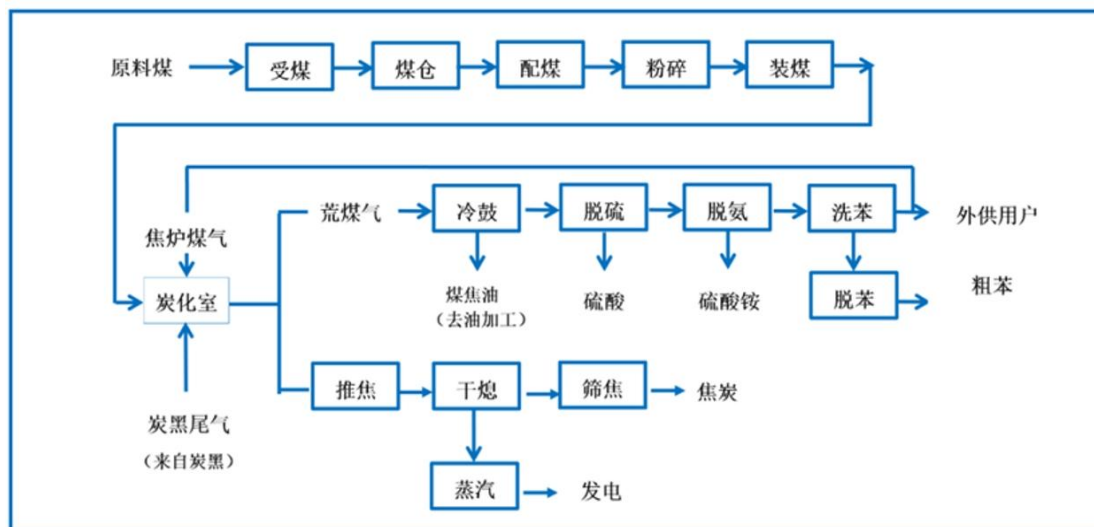 原料煤
受煤
煤仓
配煤
粉碎
装煤
荒煤气
冷鼓
脱硫
脱氨
洗苯
外供用户
焦炉煤气
炭化室
煤焦油
（去油加工）
硫酸
硫酸铵
脱苯
粗苯
推焦
干熄
筛焦
焦炭
炭黑尾气
（来自炭黑）
蒸汽
发电